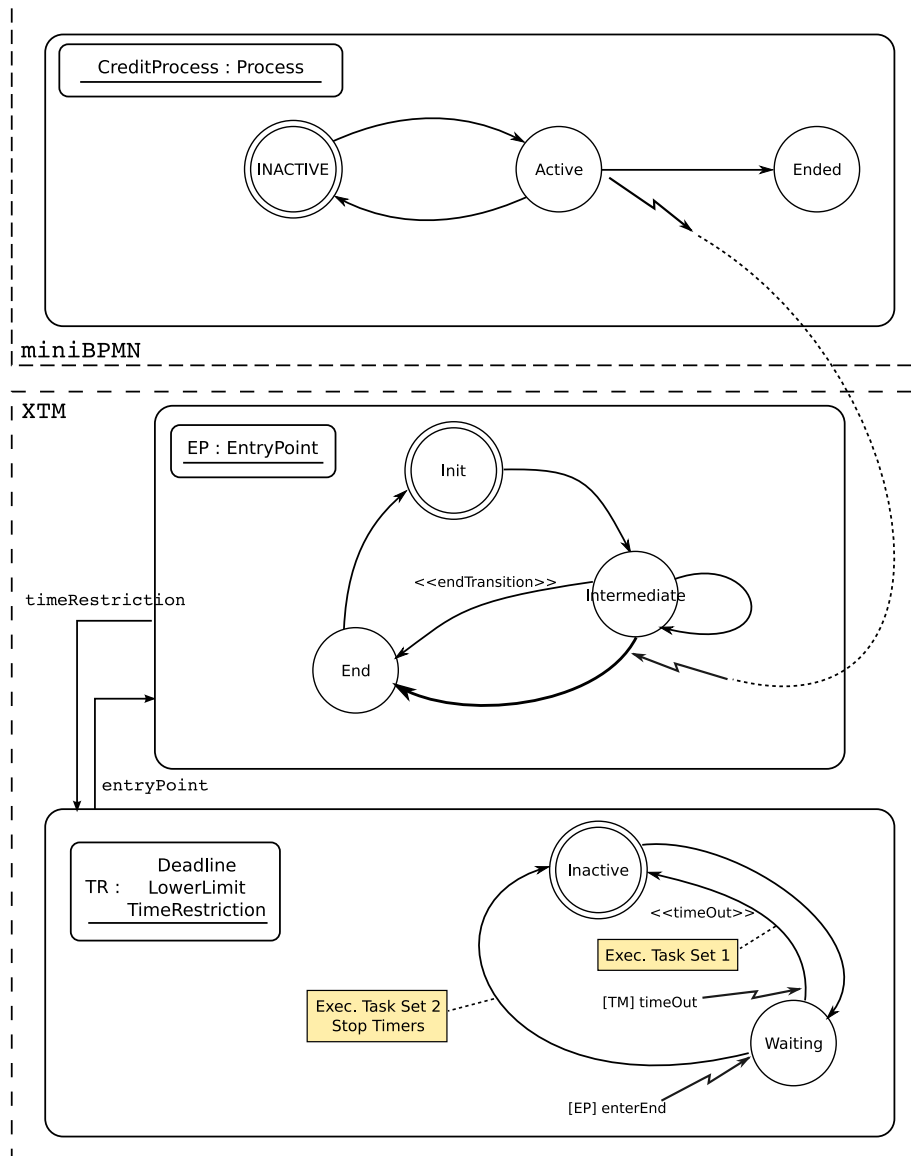 CreditProcess : Process
INACTIVE
Active
Ended
miniBPMN
XTM
EP : EntryPoint
Init
<<endTransition>>
Intermediate
timeRestriction
End
entryPoint
Deadline
TR : LowerLimit
TimeRestriction
Inactive
<<timeOut>>
Exec. Task Set 1
[TM] timeOut
Exec. Task Set 2
Stop Timers
Waiting
[EP] enterEnd